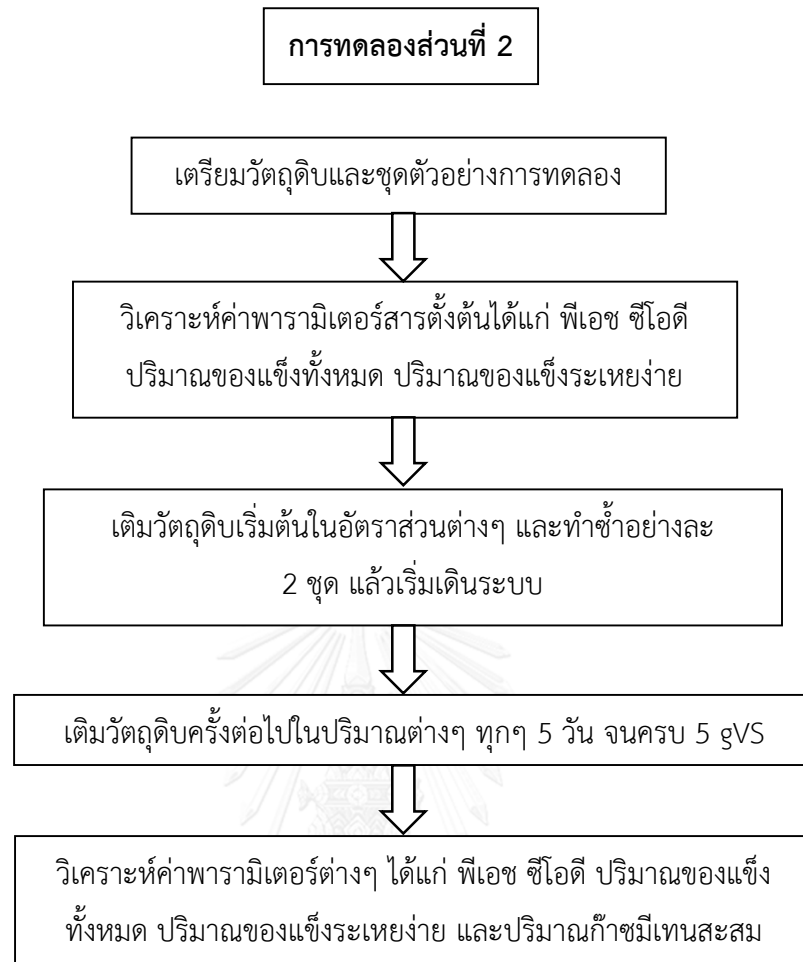 การทดลองส่วนที่ 2
เตรียมวัตถุดิบและชุดตัวอย่างการทดลอง
วิเคราะห์ค่าพารามิเตอร์สารตั้งต้นได้แก่ พีเอช ซีโอดี
ปริมาณของแข็งทั้งหมด ปริมาณของแข็งระเหยง่าย
เติมวัตถุดิบเริ่มต้นในอัตราส่วนต่างๆ และทำซ้ำอย่างละ
2 ชุด แล้วเริ่มเดินระบบ
เติมวัตถุดิบครั้งต่อไปในปริมาณต่างๆ ทุกๆ 5 วัน จนครบ 5 gVS
วิเคราะห์ค่าพารามิเตอร์ต่างๆ ได้แก่ พีเอช ซีโอดี ปริมาณของแข็ง
ทั้งหมด ปริมาณของแข็งระเหยง่าย และปริมาณก๊าซมีเทนสะสม